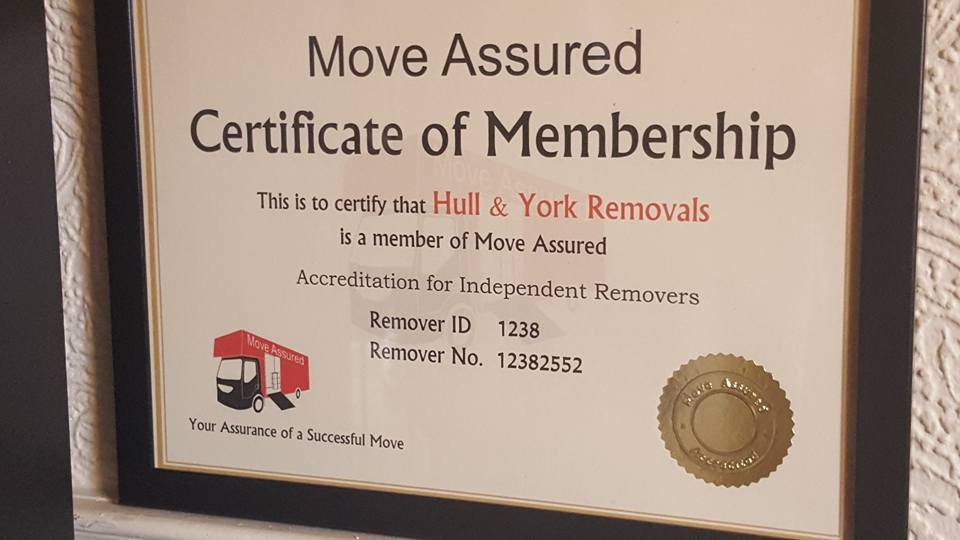 Move Assured
Certificate of Membership
This is to certify that Hull & York Removals
is a member of Move Assured
Accreditation for Independent Removers
Remover ID 1238
Remover No. 12382552
Move Assured
Your Assurance of a Successful Move
Move Assured
Accredited